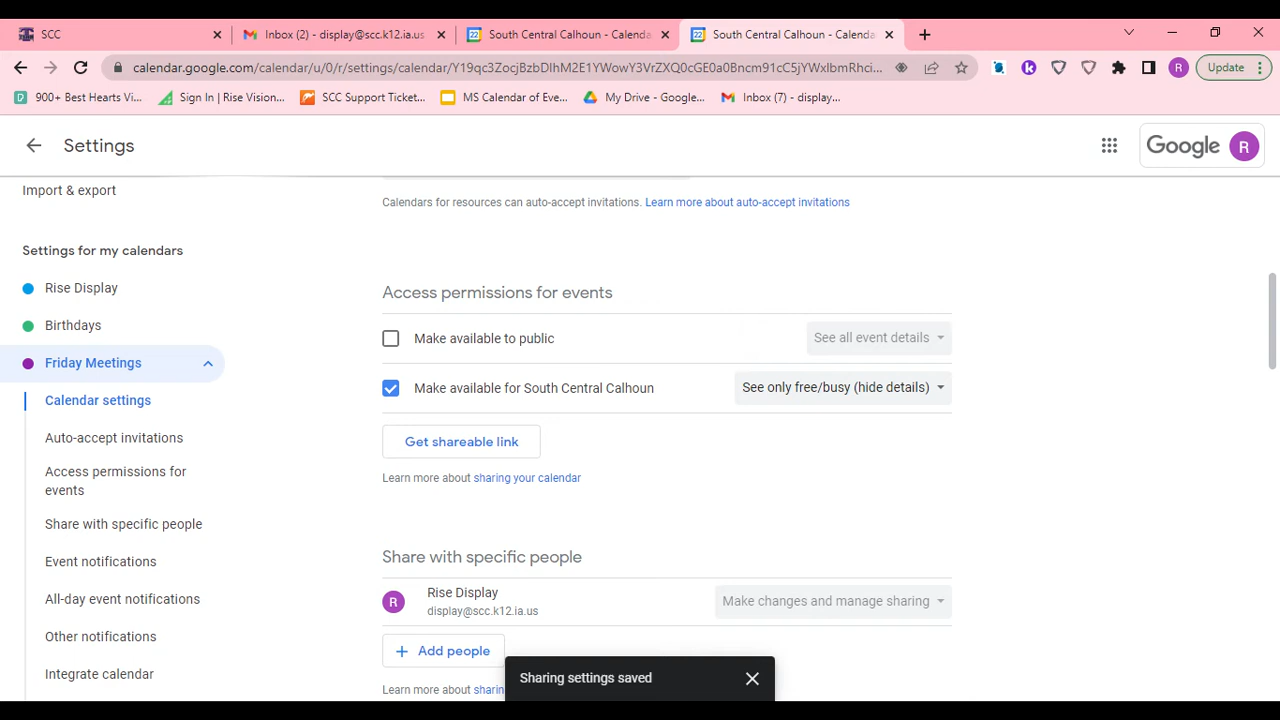 SCC
Inbox (2) - display@scc.k12.ia.us
South Central Calhoun - Calenda
South Central Calhoun - Calenda
calendar.google.com/calendar/u/0/r/settings/calendar/Y19qc3ZocjBzbDlhM2E1YWowY3VrZXQ0cGE0a0Bncm91cC5jYWxlbmRhci...
Update
900+ Best Hearts Vi...
Sign In | Rise Vision...
SCC Support Ticket...
MS Calendar of Eve...
My Drive - Google...
Inbox (7) - display...
Settings
Google
R
Import & export
Calendars for resources can auto-accept invitations. Learn more about auto-accept invitations
Settings for my calendars
Rise Display
Birthdays
Friday Meetings
Calendar settings
Auto-accept invitations
Access permissions for
events
Share with specific people
Event notifications
All-day event notifications
Other notifications
Integrate calendar
Access permissions for events
Make available to public
See all event details
Make available for South Central Calhoun
See only free/busy (hide details)
Get shareable link
Learn more about sharing your calendar
Share with specific people
R
Rise Display
display@scc.k12.ia.us
Make changes and manage sharing
+ Add people
Learn more about sharin
Sharing settings saved